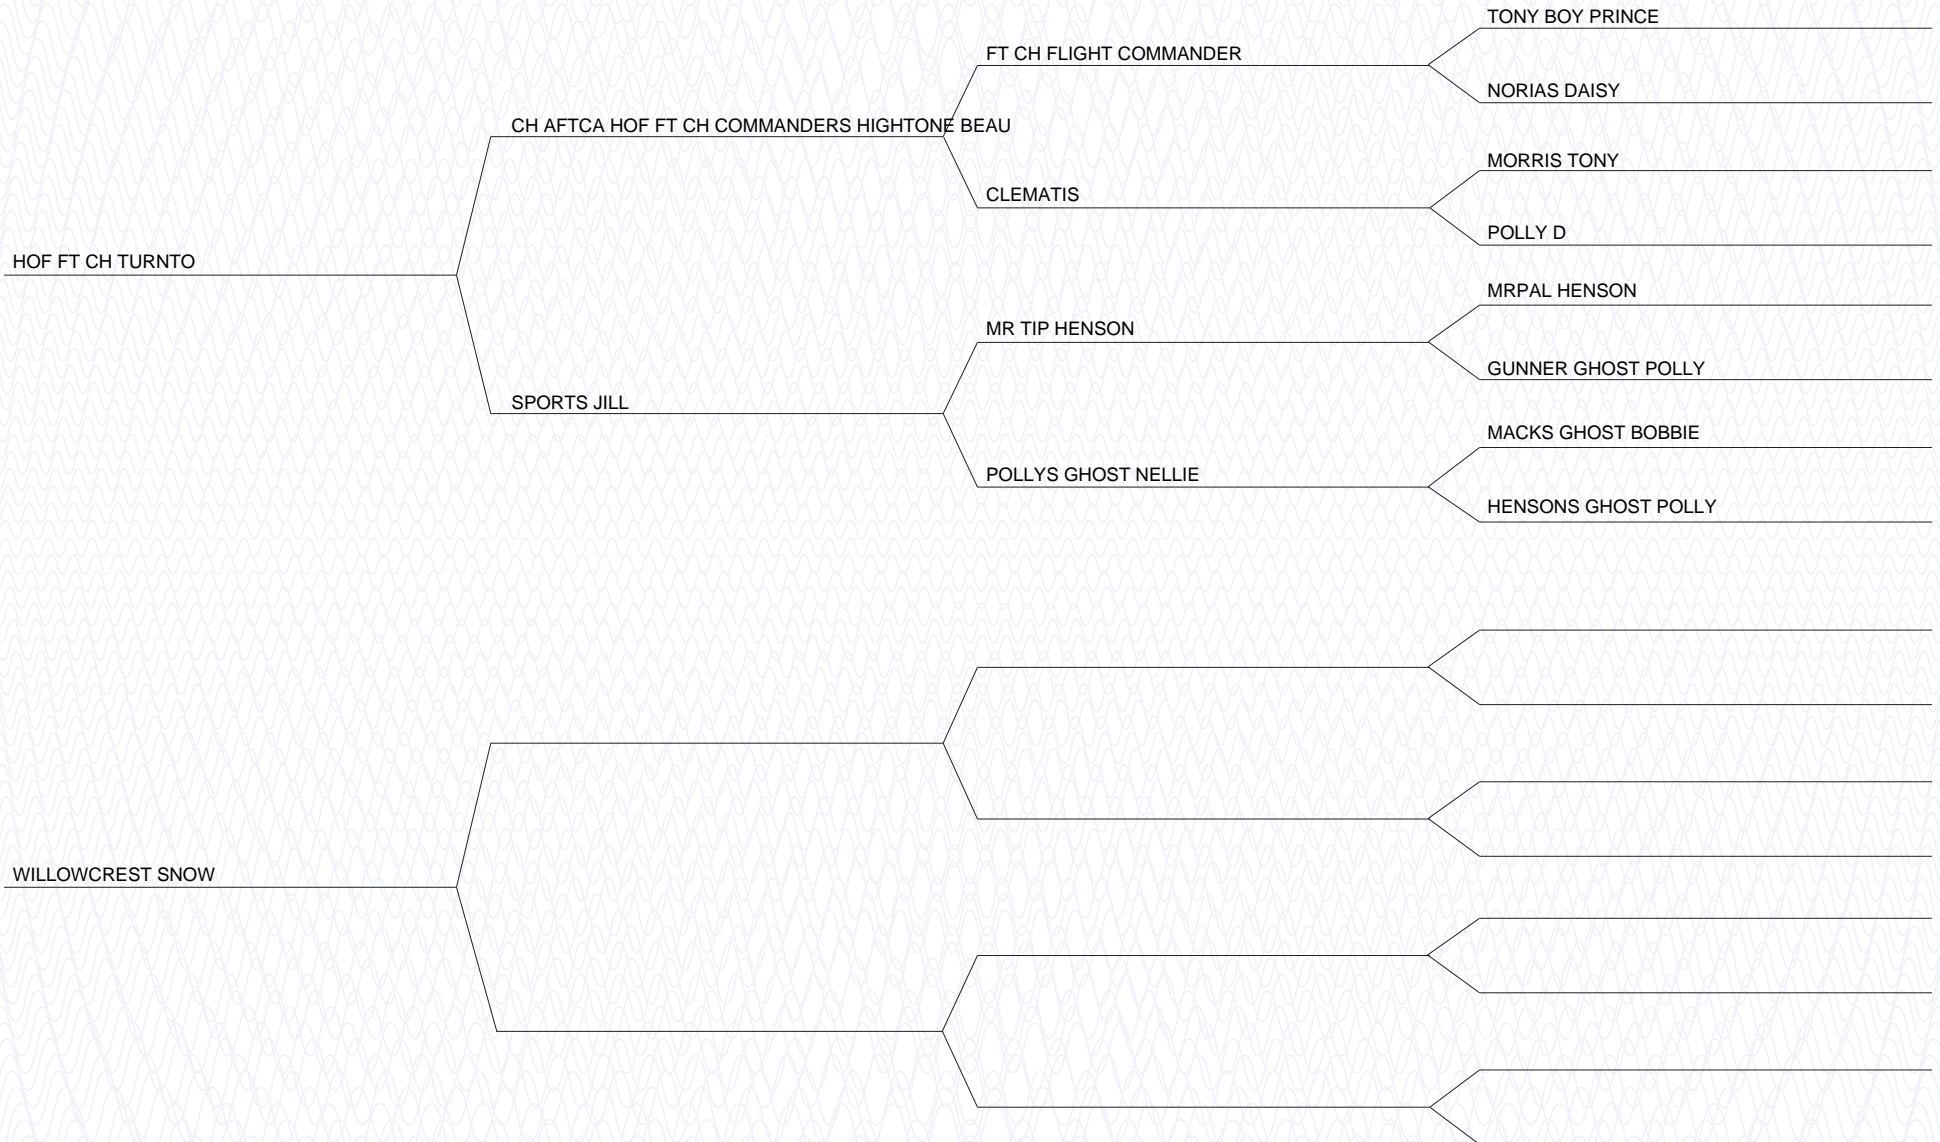 TONY BOY PRINCE
FT CH FLIGHT COMMANDER
NORIAS DAISY
CH AFTCA HOF FT CH COMMANDERS HIGHTONE BEAU
MORRIS TONY
CLEMATIS
POLLY D
HOF FT CH TURNTO
MRPAL HENSON
MR TIP HENSON
GUNNER GHOST POLLY
SPORTS JILL
MACKS GHOST BOBBIE
POLLYS GHOST NELLIE
HENSONS GHOST POLLY
WILLOWCREST SNOW